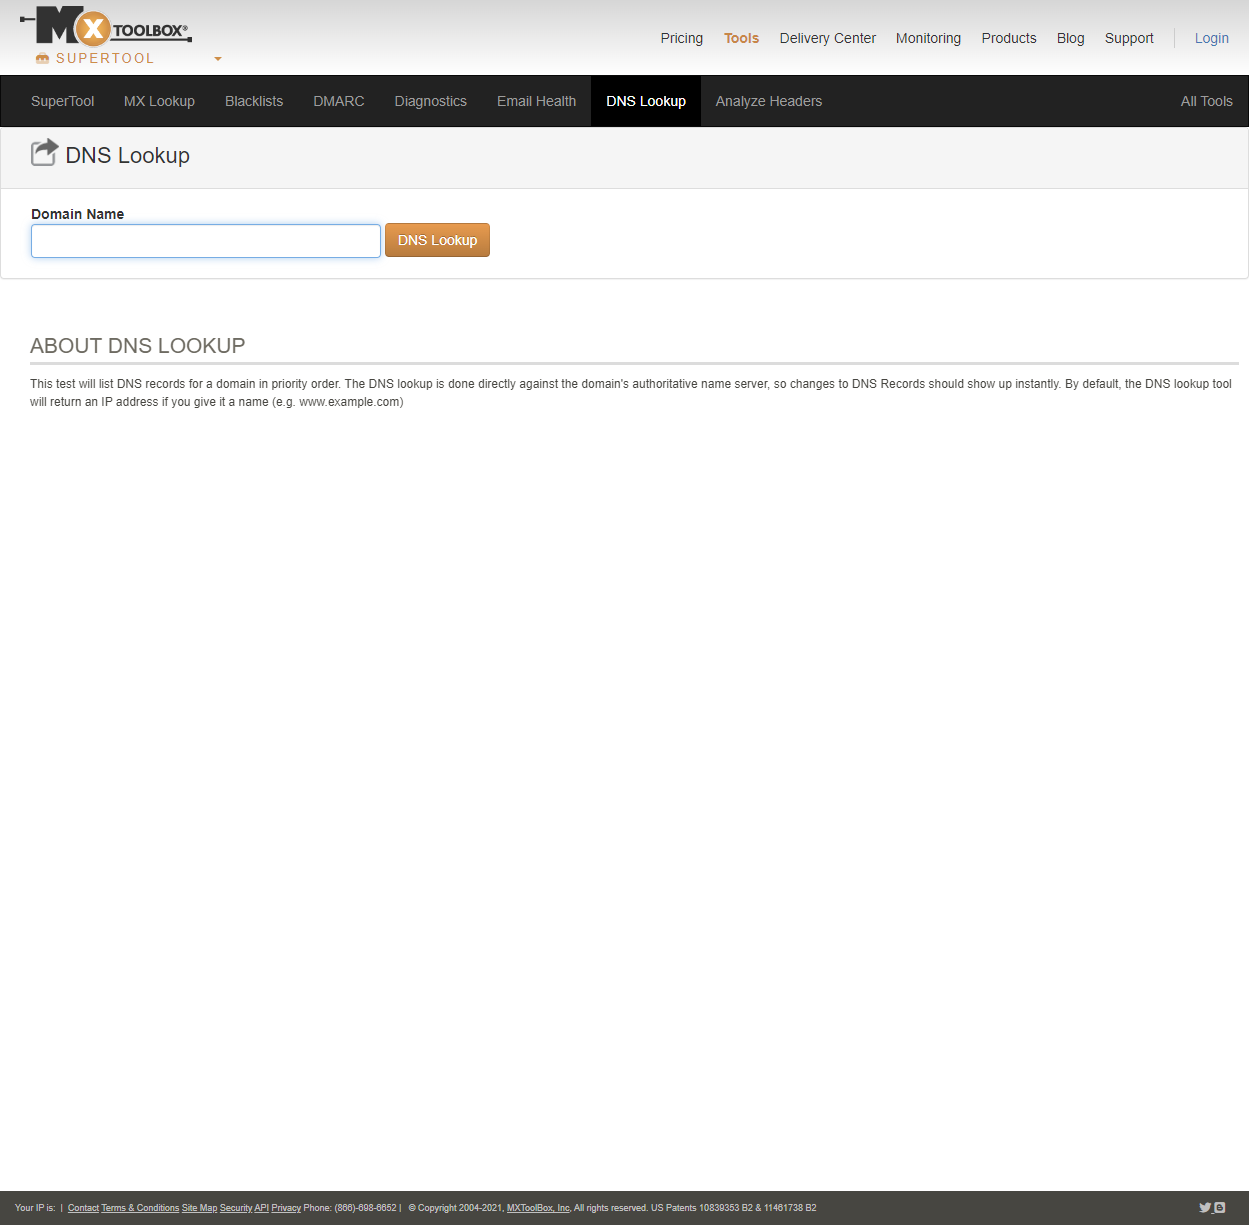 MX TOOLBOX®
SUPERTOOL
Pricing Tools Delivery Center Monitoring Products Blog Support Login
SuperTool MX Lookup Blacklists DMARC Diagnostics Email Health DNS Lookup Analyze Headers All Tools
DNS Lookup
Domain Name
DNS Lookup
ABOUT DNS LOOKUP
This test will list DNS records for a domain in priority order. The DNS lookup is done directly against the domain's authoritative name server, so changes to DNS Records should show up instantly. By default, the DNS lookup tool
will return an IP address if you give it a name (e.g. www.example.com)
Your IP is: | Contact Terms & Conditions Site Map Security API Privacy Phone: (866)-698-6652 | © Copyright 2004-2021, MXToolBox, Inc, All rights reserved. US Patents 10839353 B2 & 11461738 B2